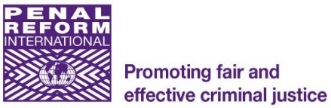 PENAL
REFORM
INTERNATIONAL
Promoting fair and
effective criminal justice